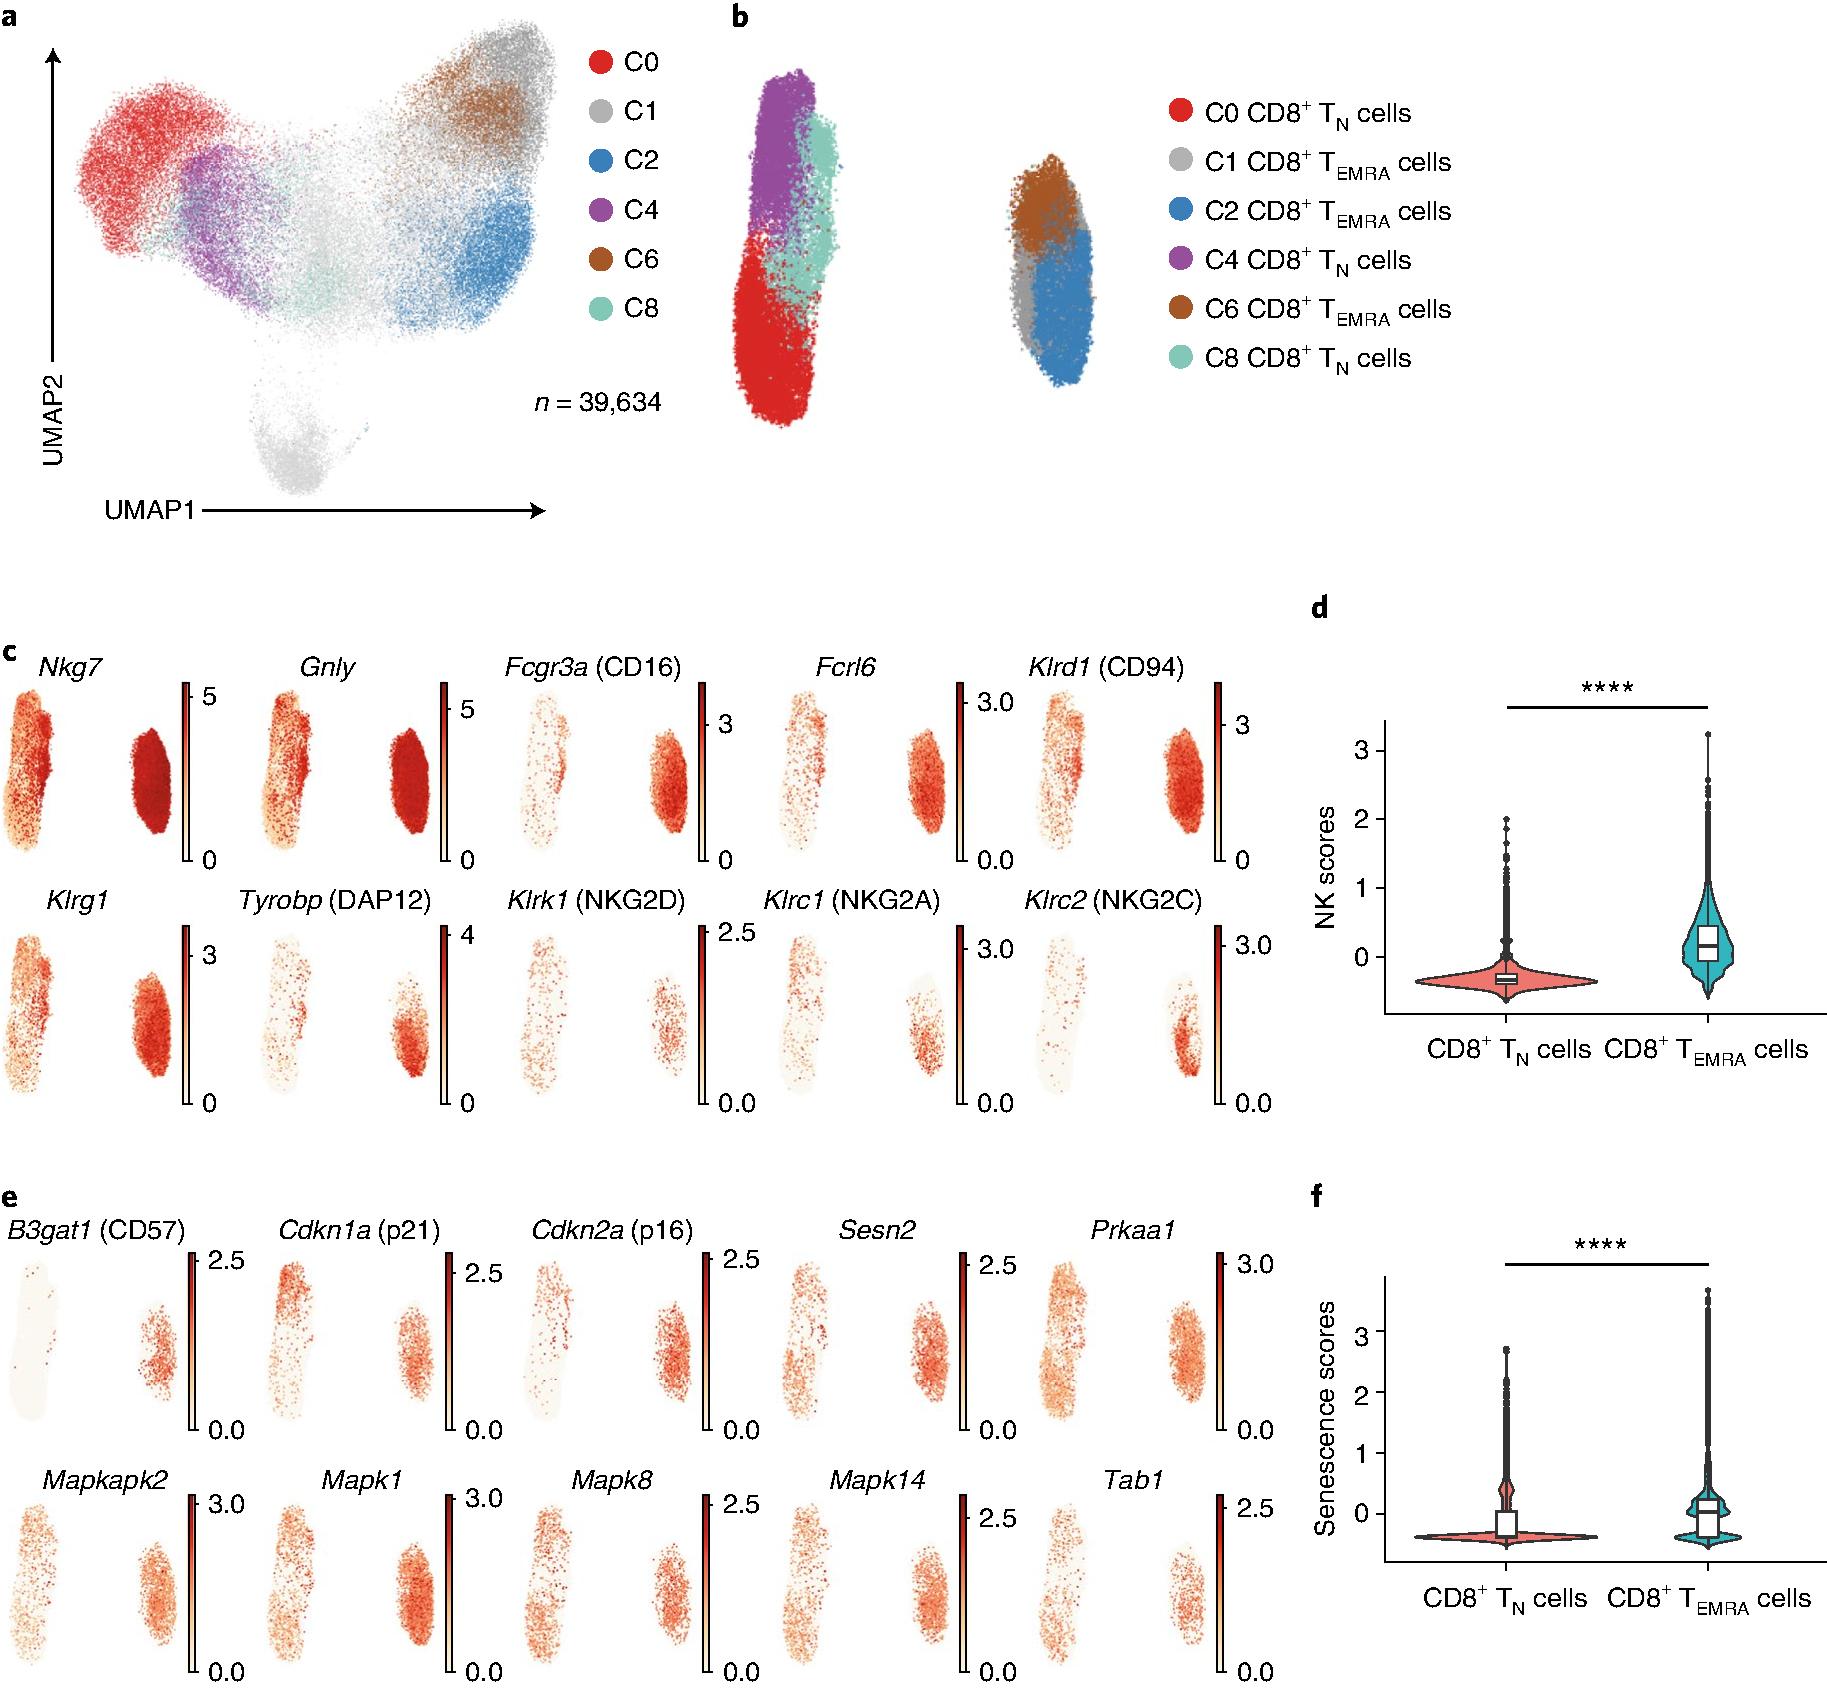 a
C0
C1
C2
C4
C6
C8
n = 39,634
UMAP2
UMAP1
b
C0 CD8+ TN cells
C1 CD8+ TEMRA cells
C2 CD8+ TEMRA cells
C4 CD8+ TN cells
C6 CD8+ TEMRA cells
C8 CD8+ TN cells
c
Nkg7
5
0
Gnly
5
0
Fcgr3a (CD16)
3
0
Fcrl6
3.0
0.0
Klrd1 (CD94)
3
0
Klrg1
3
0
Tyrobp (DAP12)
4
0
Klrk1 (NKG2D)
2.5
0.0
Klrc1 (NKG2A)
3.0
0.0
Klrc2 (NKG2C)
3.0
0.0
d
****
NK scores
3
2
1
0
CD8+ TN cells
CD8+ TEMRA cells
e
B3gat1 (CD57)
2.5
0.0
Cdkn1a (p21)
2.5
0.0
Cdkn2a (p16)
2.5
0.0
Sesn2
2.5
0.0
Prkaa1
3.0
0.0
Mapkapk2
3.0
0.0
Mapk1
3.0
0.0
Mapk8
2.5
0.0
Mapk14
2.5
0.0
Tab1
2.5
0.0
f
****
Senescence scores
3
2
1
0
CD8+ TN cells
CD8+ TEMRA cells